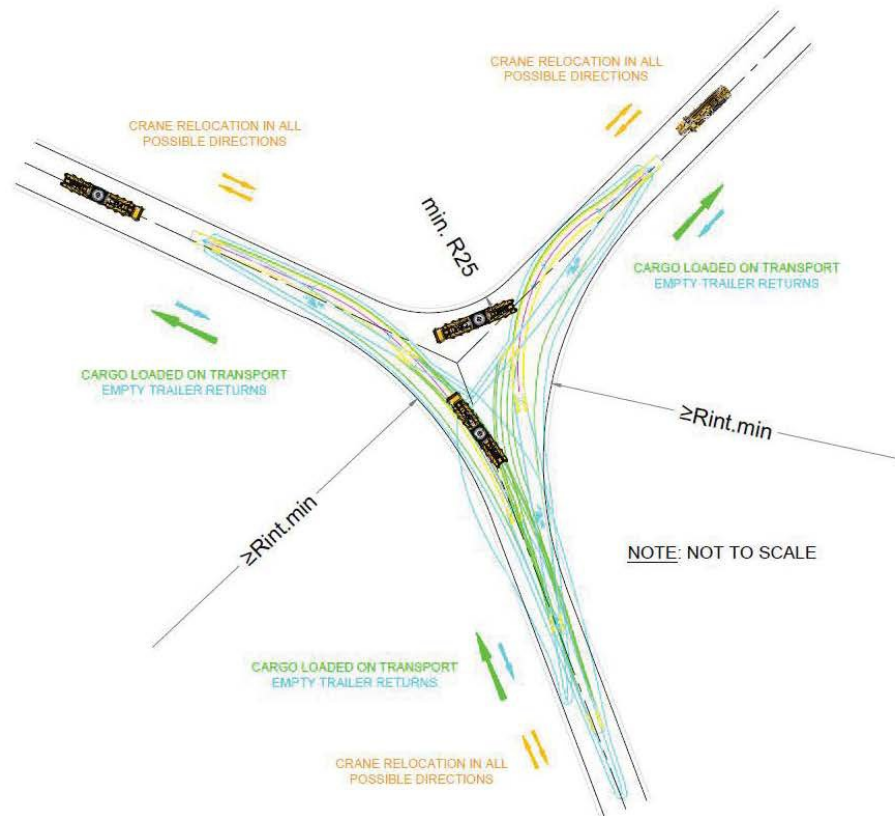 CRANE RELOCATION IN ALL
POSSIBLE DIRECTIONS
CRANE RELOCATION IN ALL
POSSIBLE DIRECTIONS
min. R25
CARGO LOADED ON TRANSPORT
EMPTY TRAILER RETURNS
CARGO LOADED ON TRANSPORT
EMPTY TRAILER RETURNS
≥Rint.min
≥Rint.min
NOTE: NOT TO SCALE
CARGO LOADED ON TRANSPORT
EMPTY TRAILER RETURNS
CRANE RELOCATION IN ALL
POSSIBLE DIRECTIONS